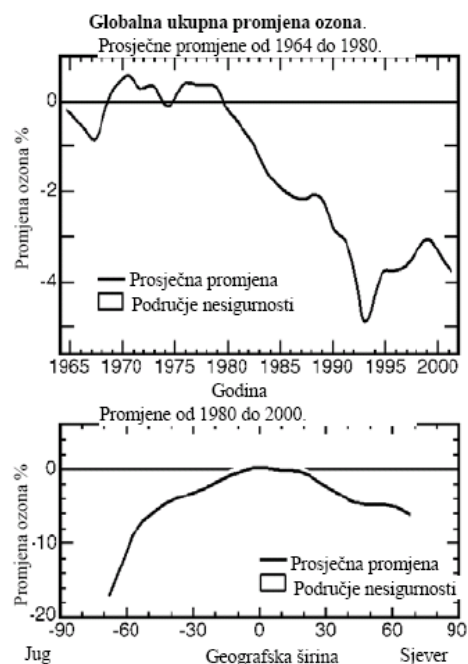 Globalna ukupna promjena ozona.
Prosječne promjene od 1964 do 1980.
Promjena ozona %
0
-2
-4
Prosječna promjena
Područje nesigurnosti
1965 1970 1975 1980 1985 1990 1995 2000
Godina
Promjene od 1980 do 2000.
Promjena ozona %
0
-10
-20
Prosječna promjena
Područje nesigurnosti
-90 -60 -30 0 30 60 90
Jug Geografska širina Sjever